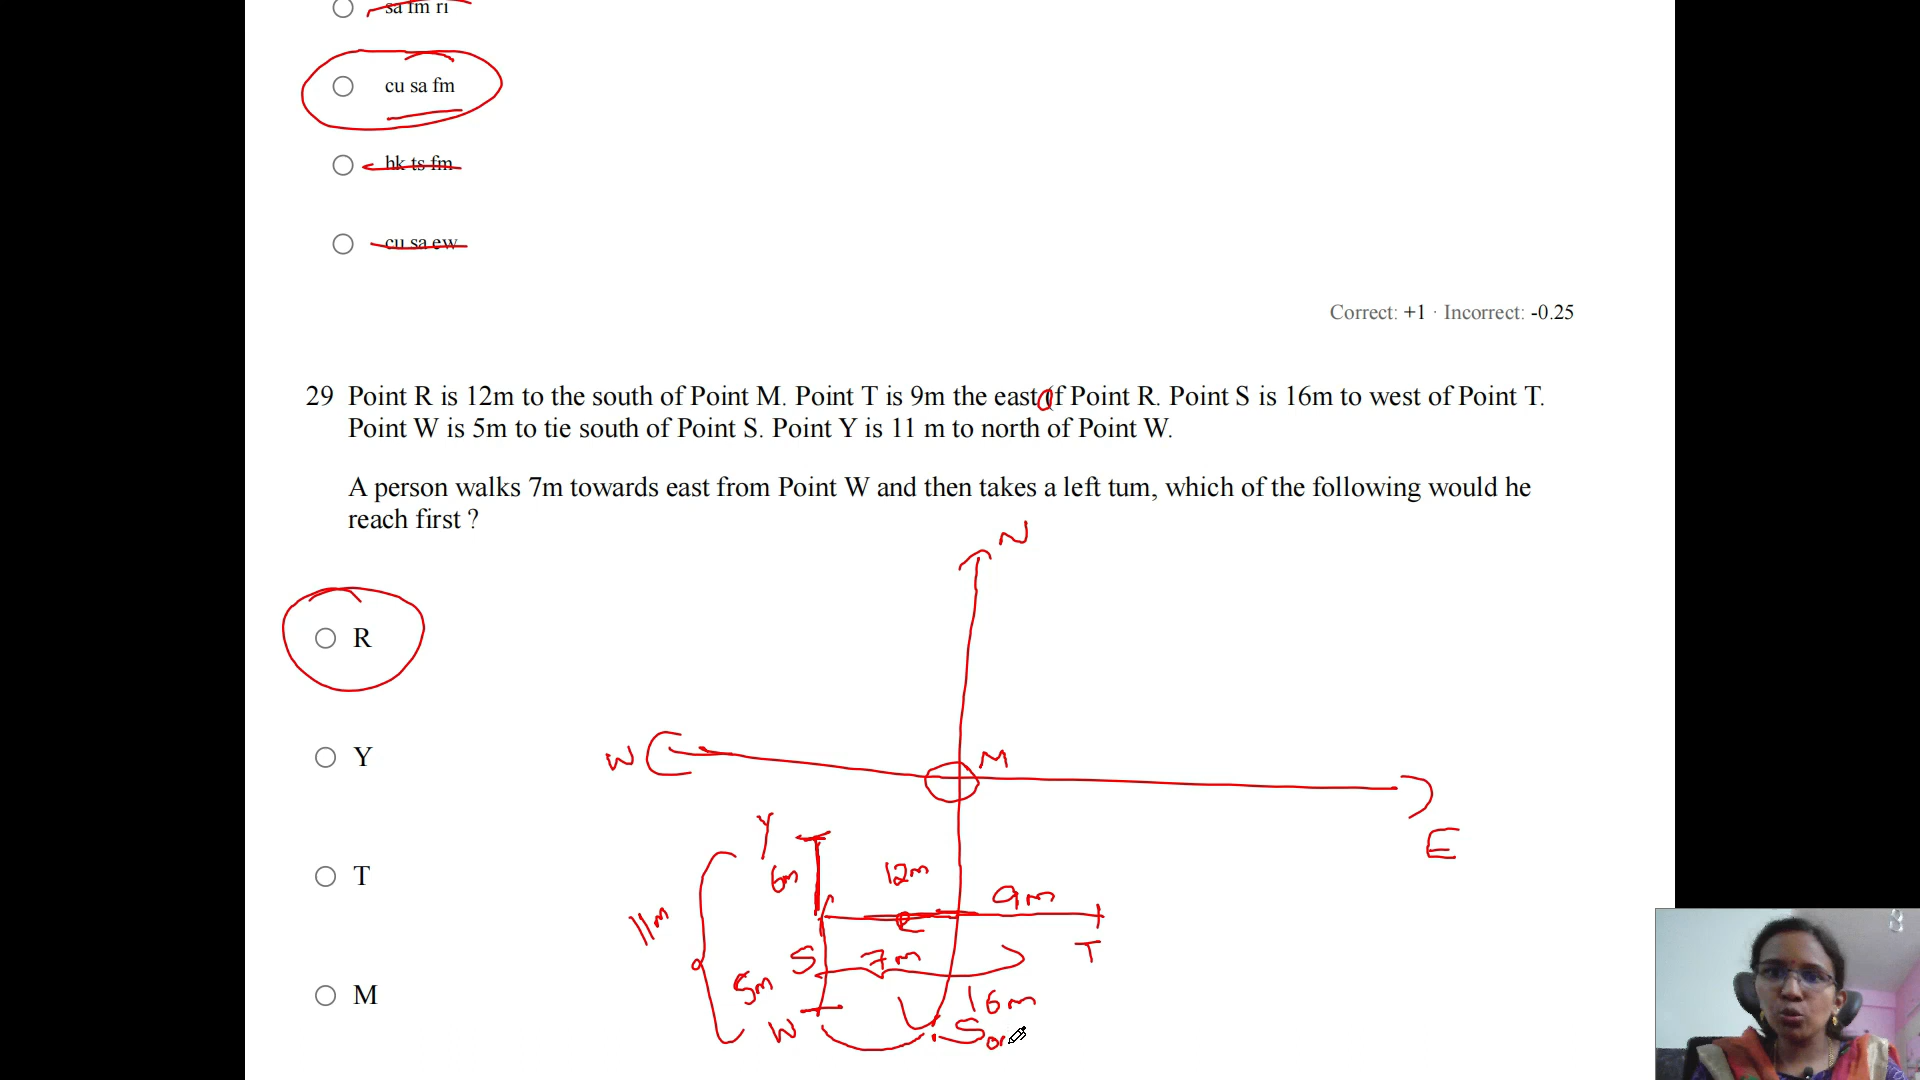 sa fm ri
cu sa fm
hk ts fm
cu sa ew
Correct: +1 · Incorrect: -0.25
29 Point R is 12m to the south of Point M. Point T is 9m the east of Point R. Point S is 16m to west of Point T.
Point W is 5m to tie south of Point S. Point Y is 11 m to north of Point W.
A person walks 7m towards east from Point W and then takes a left tum, which of the following would he
reach first ?
N
R
W
M
Y
E
Y
6m
12m
9m
T
11m
R
T
S
7m
5m
16m
M
W
S